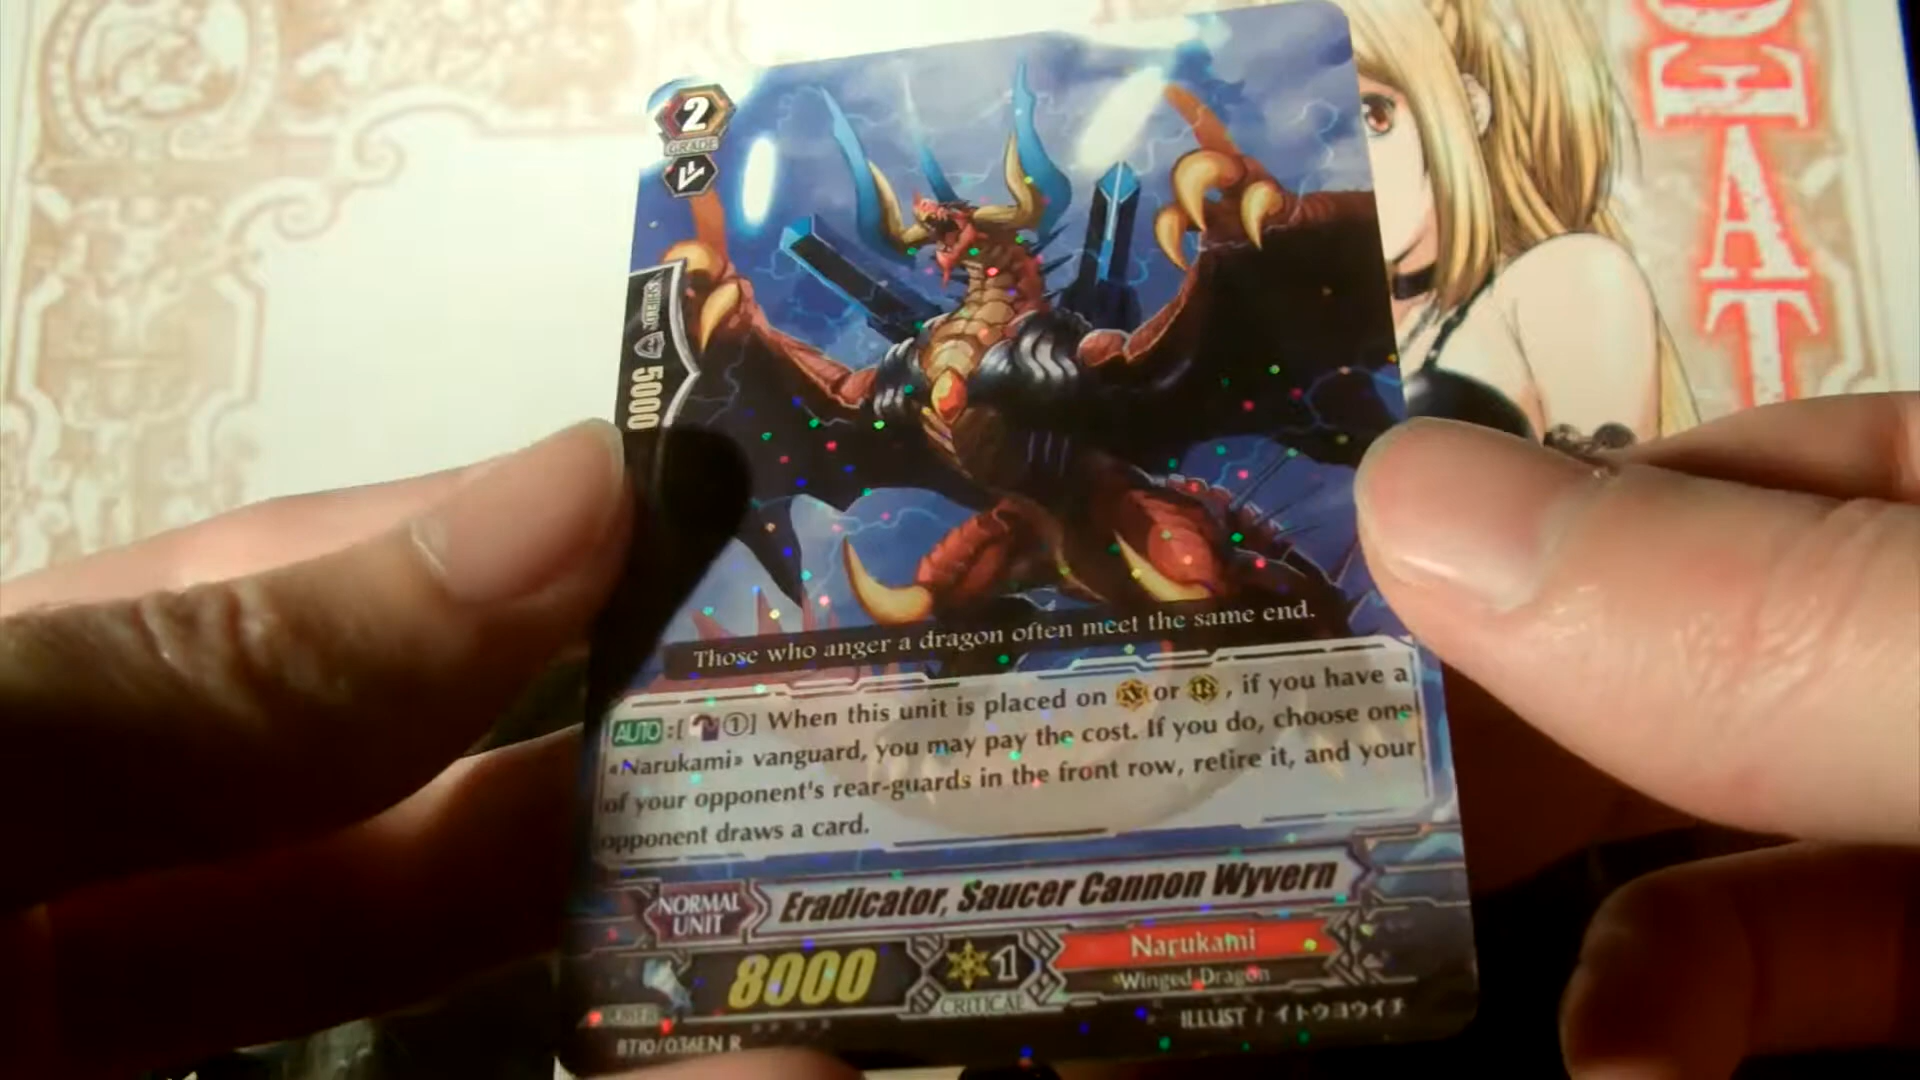 2
GRADE
5000
Those who anger a dragon often meet the same end.
AUTO:[ ①] When this unit is placed on or , if you have a
«Narukami» vanguard, you may pay the cost. If you do, choose one
of your opponent's rear-guards in the front row, retire it, and your
opponent draws a card.
NORMAL
UNIT
Eradicator, Saucer Cannon Wyvern
8000
1
CRITICAL
Narukami
Winged Dragon
POWER
ILLUST / イトウヨウイチ
BT10/036EN R
EAT